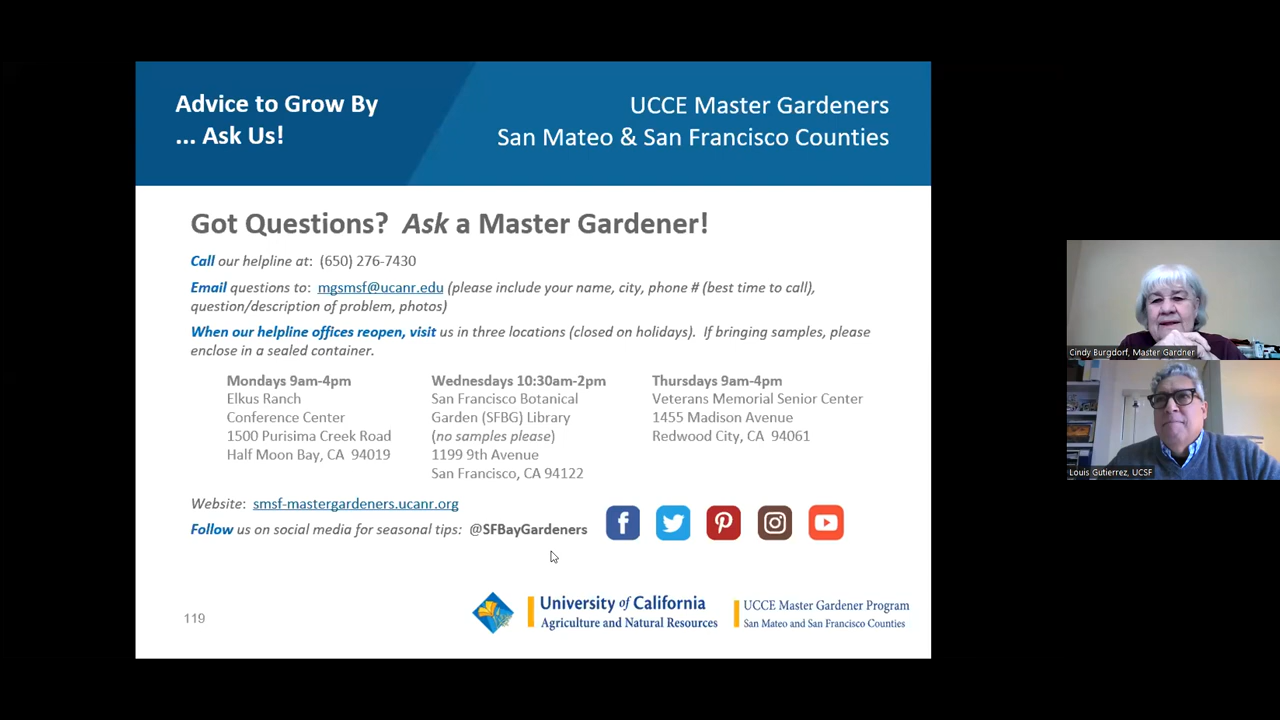 Advice to Grow By
... Ask Us!
UCCE Master Gardeners
San Mateo & San Francisco Counties
Got Questions? Ask a Master Gardener!
Call our helpline at: (650) 276-7430
Email questions to: mgsmsf@ucanr.edu (please include your name, city, phone # (best time to call),
question/description of problem, photos)
When our helpline offices reopen, visit us in three locations (closed on holidays). If bringing samples, please
enclose in a sealed container.
Mondays 9am-4pm
Elkus Ranch
Conference Center
1500 Purisima Creek Road
Half Moon Bay, CA 94019
Wednesdays 10:30am-2pm
San Francisco Botanical
Garden (SFBG) Library
(no samples please)
1199 9th Avenue
San Francisco, CA 94122
Thursdays 9am-4pm
Veterans Memorial Senior Center
1455 Madison Avenue
Redwood City, CA 94061
Website: smsf-mastergardeners.ucanr.org
Follow us on social media for seasonal tips: @SFBayGardeners
119
University of California
Agriculture and Natural Resources
UCCE Master Gardener Program
San Mateo and San Francisco Counties
Cindy Burgdorf, Master Gardner
Louis Gutierrez, UCSF